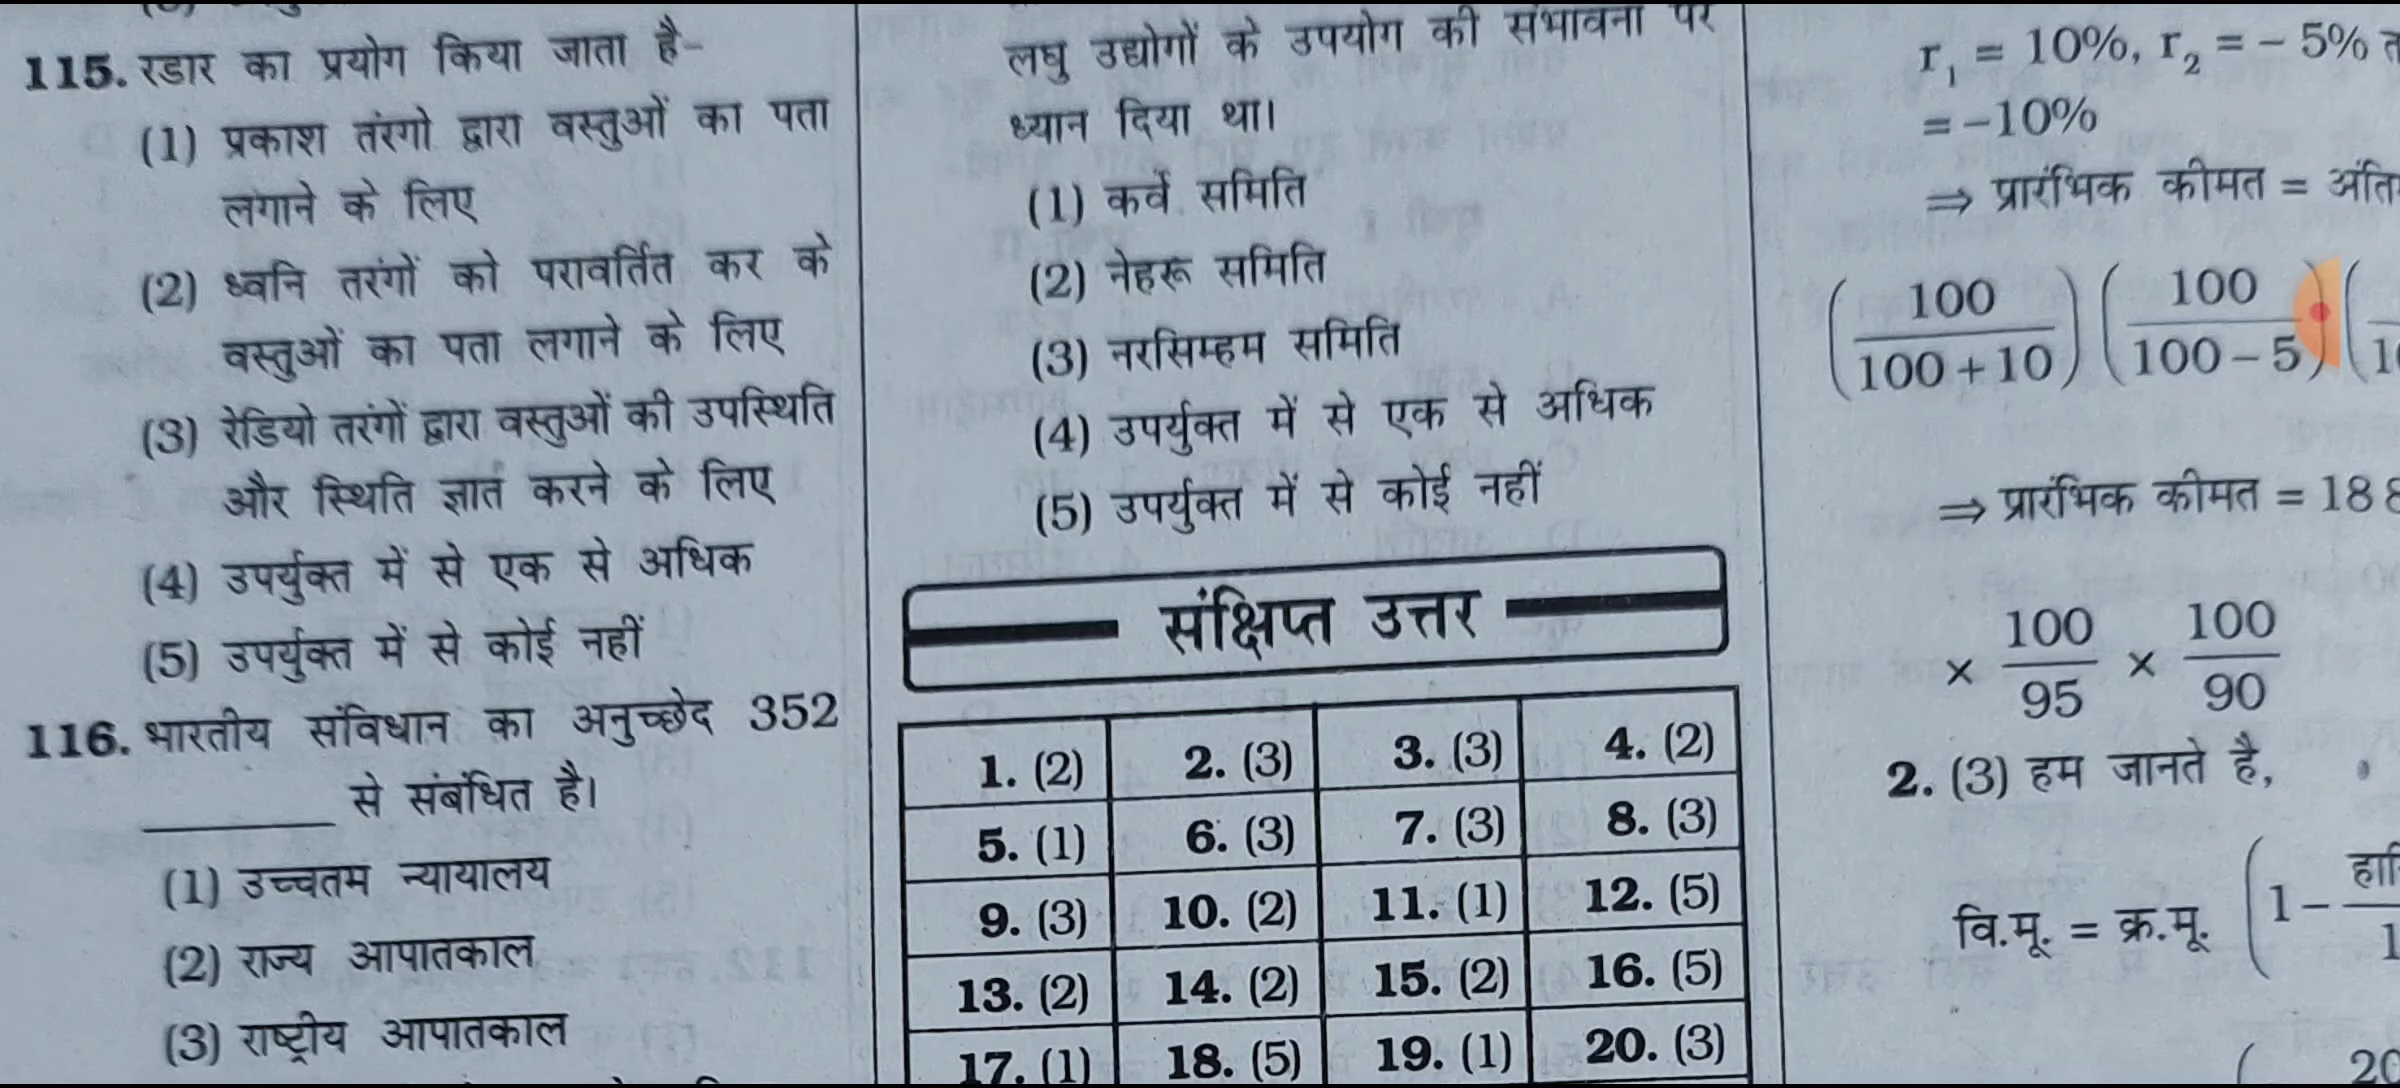 115. रडार का प्रयोग किया जाता है-
(1) प्रकाश तंरगो द्वारा वस्तुओं का पता
लगाने के लिए
(2) ध्वनि तरंगों को परावर्तित कर के
वस्तुओं का पता लगाने के लिए
(3) रेडियो तरंगों द्वारा वस्तुओं की उपस्थिति
और स्थिति ज्ञात करने के लिए
(4) उपर्युक्त में से एक से अधिक
(5) उपर्युक्त में से कोई नहीं
116. भारतीय संविधान का अनुच्छेद 352
________ से संबंधित है।
(1) उच्चतम न्यायालय
(2) राज्य आपातकाल
(3) राष्ट्रीय आपातकाल
लघु उद्योगों के उपयोग की संभावना पर
ध्यान दिया था।
(1) कर्वे समिति
(2) नेहरू समिति
(3) नरसिम्हम समिति
(4) उपर्युक्त में से एक से अधिक
(5) उपर्युक्त में से कोई नहीं
संक्षिप्त उत्तर
1. (2) 2. (3) 3. (3) 4. (2)
5. (1) 6. (3) 7. (3) 8. (3)
9. (3) 10. (2) 11. (1) 12. (5)
13. (2) 14. (2) 15. (2) 16. (5)
17. (1) 18. (5) 19. (1) 20. (3)
r₁ = 10%, r₂ = – 5%
= –10%
⇒ प्रारंभिक कीमत =
(100 / 100 + 10) (100 / 100 – 5) (
⇒ प्रारंभिक कीमत = 188
× 100/95 × 100/90
2. (3) हम जानते है,
वि.मू. = क्र.मू. (1 –